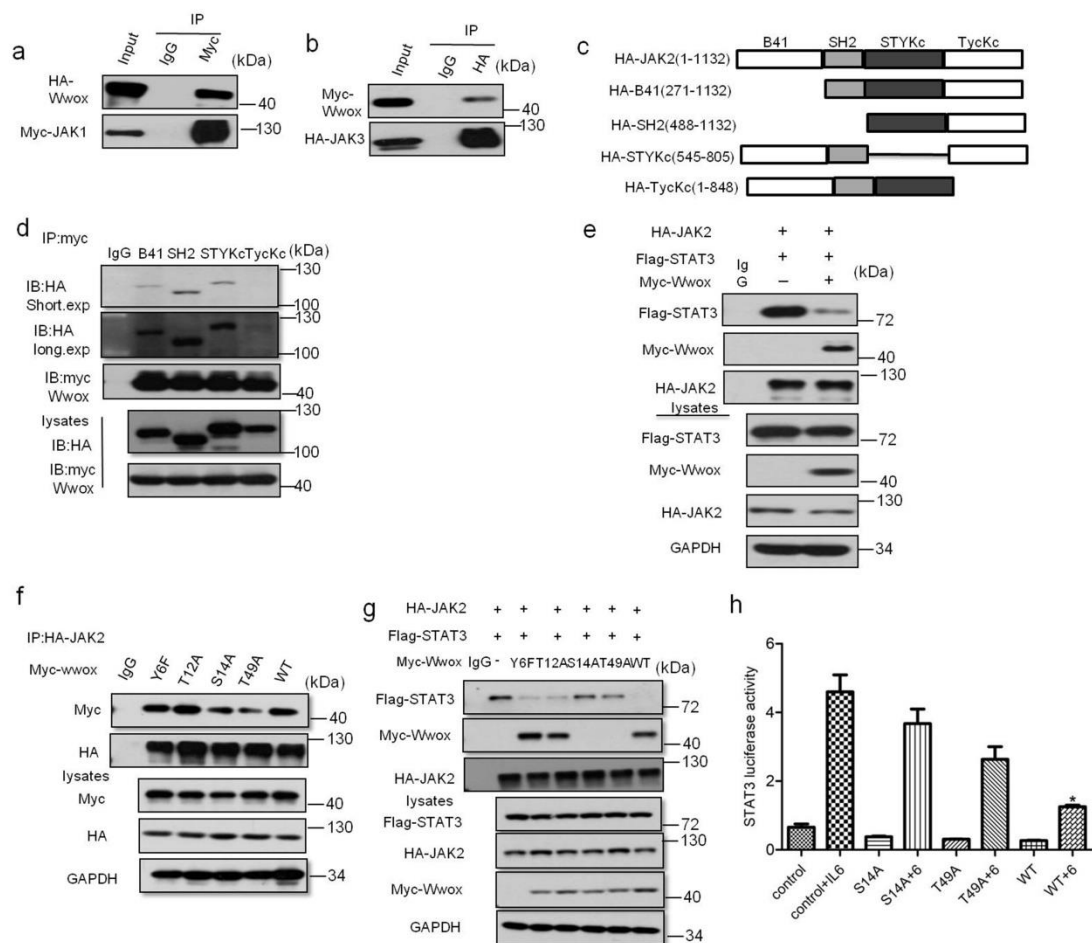 a
IP
Input
IgG
Myc
(kDa)
HA-
Wwox
40
Myc-JAK1
130
b
IP
Input
IgG
HA
(kDa)
Myc-
Wwox
40
HA-JAK3
130
c
B41 SH2 STYKc TycKc
HA-JAK2(1-1132)
HA-B41(271-1132)
HA-SH2(488-1132)
HA-STYKc(545-805)
HA-TycKc(1-848)
d
IP:myc
IgG B41 SH2 STYKc TycKc (kDa)
130
IB:HA
Short.exp
100
130
IB:HA
long.exp
100
IB:myc
Wwox
40
lysates
130
IB:HA
100
IB:myc
Wwox
40
e
HA-JAK2 + +
Flag-STAT3 + +
Myc-Wwox – +
Ig
G
(kDa)
Flag-STAT3
72
Myc-Wwox
40
HA-JAK2
130
lysates
Flag-STAT3
72
Myc-Wwox
40
HA-JAK2
130
GAPDH
34
f
IP:HA-JAK2
Myc-wwox
IgG
Y6F
T12A
S14A
T49A
WT
(kDa)
Myc
40
HA
130
lysates
Myc
40
HA
130
GAPDH
34
g
HA-JAK2 + + + + + +
Flag-STAT3 + + + + + +
Myc-Wwox IgG - Y6F T12A S14A T49A WT (kDa)
Flag-STAT3
72
Myc-Wwox
40
HA-JAK2
130
lysates
Flag-STAT3
72
HA-JAK2
130
Myc-Wwox
40
GAPDH
34
h
STAT3 luciferase activity
6
4
2
0
*
control
control+IL6
S14A
S14A+6
T49A
T49A+6
WT
WT+6